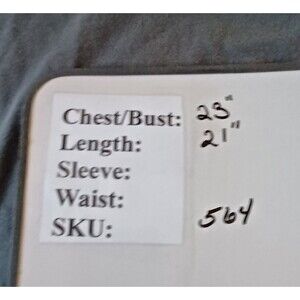 Chest/Bust: 23"
Length: 21"
Sleeve:
Waist:
SKU: 564